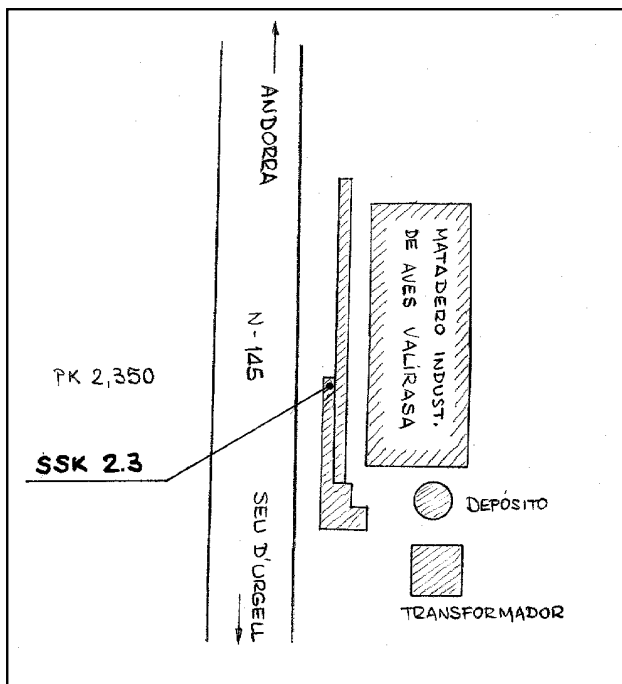 ANDORRA
N-145
SEU D'URGELL
MATADERO INDUST.
DE AVES VALIRASA
PK 2,350
SSK 2.3
DEPÓSITO
TRANSFORMADOR